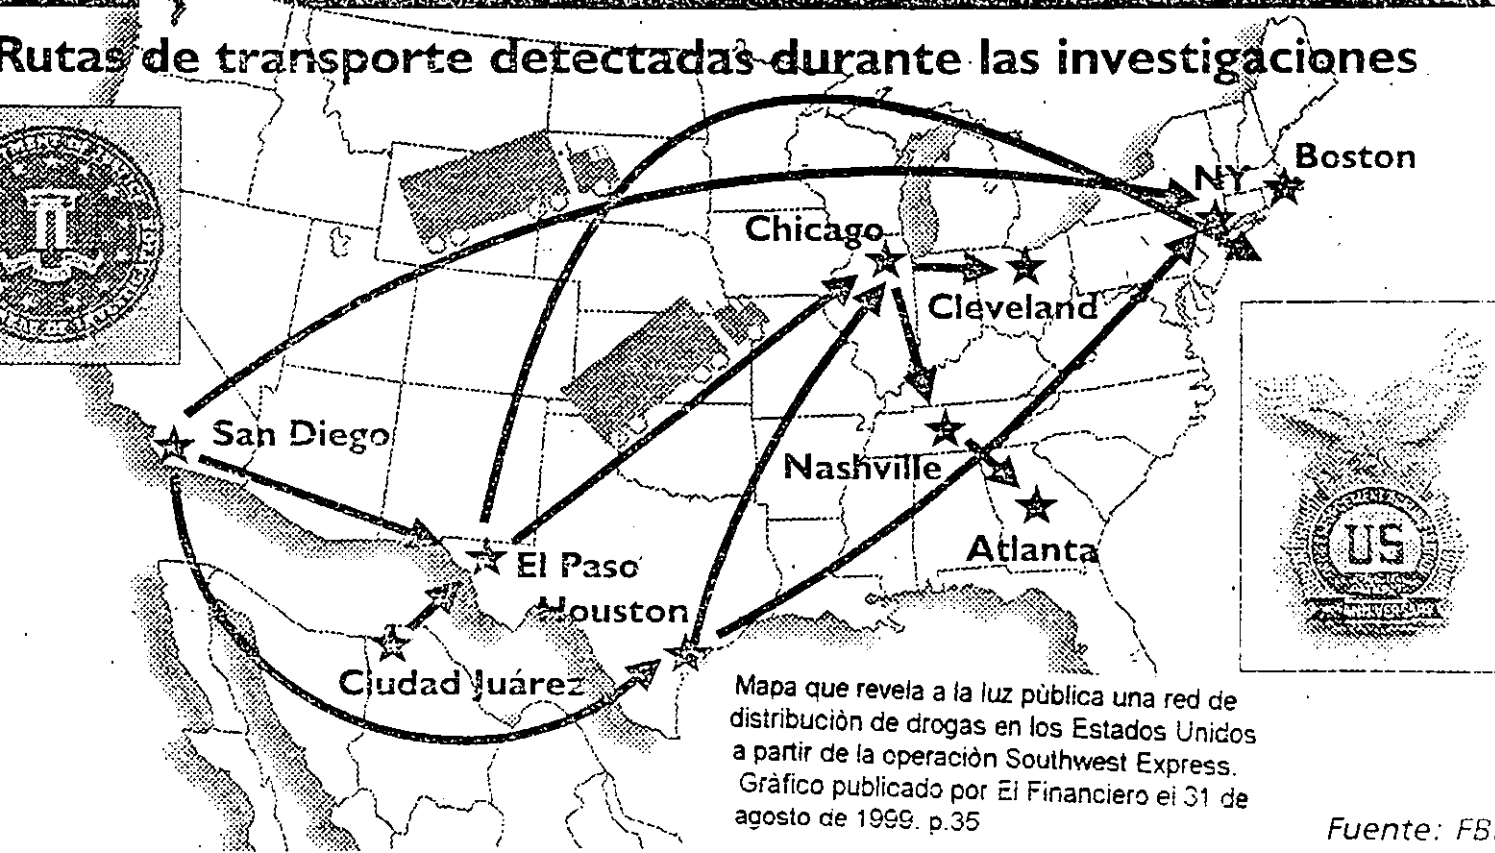 Rutas de transporte detectadas durante las investigaciones
Boston
NY
Chicago
Cleveland
San Diego
Nashville
El Paso
Atlanta
Houston
Ciudad Juárez
US
Mapa que revela a la luz pùblica una red de
distribuciòn de drogas en los Estados Unidos
a partir de la operaciòn Southwest Express.
Gràfico publicado por El Financiero el 31 de
agosto de 1999. p.35
Fuente: FB